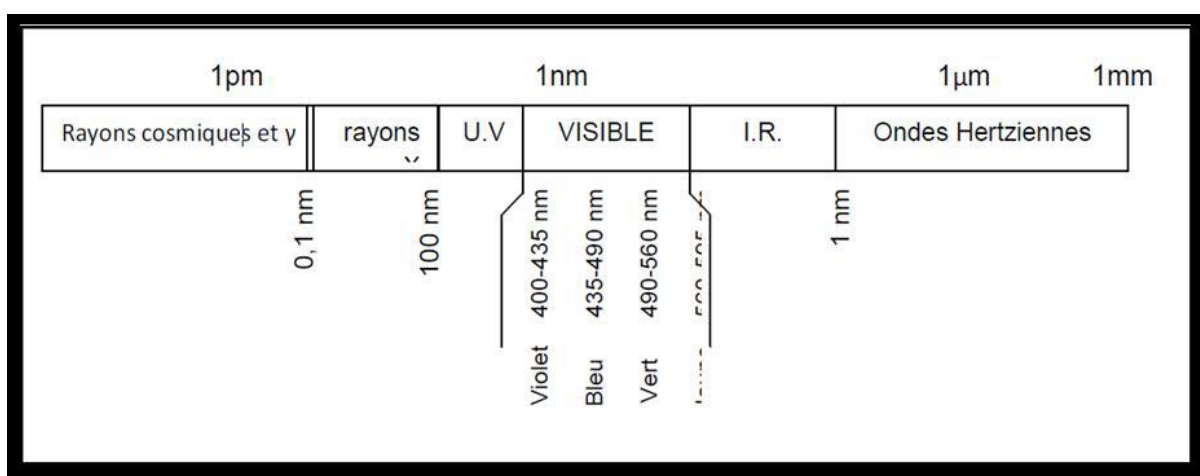 1pm 1nm 1µm 1mm
Rayons cosmiques et γ rayons U.V VISIBLE I.R. Ondes Hertziennes
0,1 nm
100 nm
Violet 400-435 nm
Bleu 435-490 nm
Vert 490-560 nm
1 nm